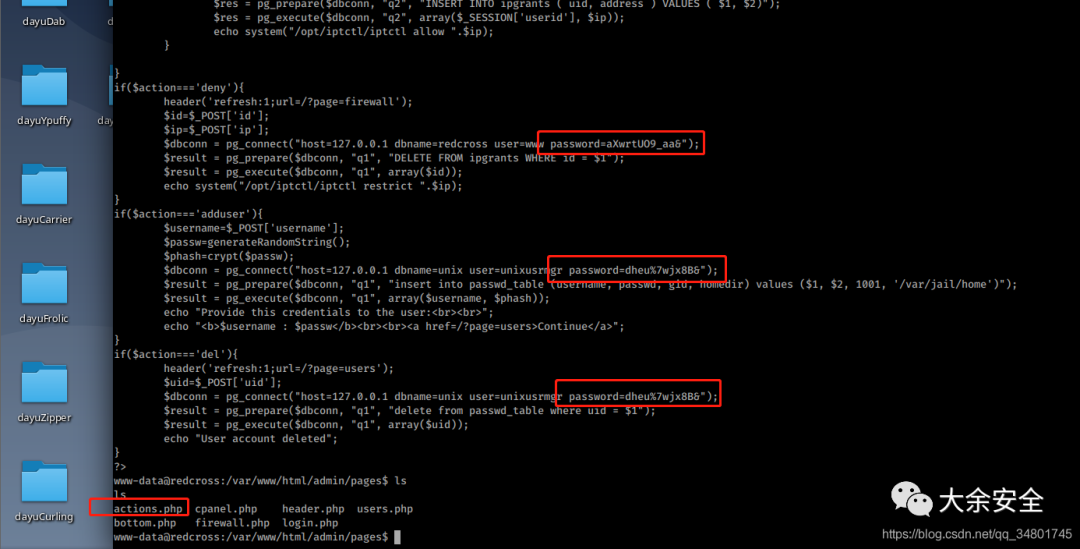 $res = pg_prepare($dbconn, "q2", "INSERT INTO ipgrants ( uid, address ) VALUES ( $1, $2)");
$res = pg_execute($dbconn, "q2", array($_SESSION['userid'], $ip));
echo system("/opt/iptctl/iptctl allow ".$ip);
}
}
if($action==='deny'){
header('refresh:1;url=/?page=firewall');
$id=$_POST['id'];
$ip=$_POST['ip'];
$dbconn = pg_connect("host=127.0.0.1 dbname=redcross user=www password=aXwrtUO9_aa&");
$result = pg_prepare($dbconn, "q1", "DELETE FROM ipgrants WHERE id = $1");
$result = pg_execute($dbconn, "q1", array($id));
echo system("/opt/iptctl/iptctl restrict ".$ip);
}
if($action==='adduser'){
$username=$_POST['username'];
$passw=generateRandomString();
$phash=crypt($passw);
$dbconn = pg_connect("host=127.0.0.1 dbname=unix user=unixusrmgr password=dheu%7wjx8B&");
$result = pg_prepare($dbconn, "q1", "insert into passwd_table (username, passwd, gid, homedir) values ($1, $2, 1001, '/var/jail/home')");
$result = pg_execute($dbconn, "q1", array($username, $phash));
echo "Provide this credentials to the user:<br><br>";
echo "<b>$username : $passw</b><br><br><a href=/?page=users>Continue</a>";
}
if($action==='del'){
header('refresh:1;url=/?page=users');
$uid=$_POST['uid'];
$dbconn = pg_connect("host=127.0.0.1 dbname=unix user=unixusrmgr password=dheu%7wjx8B&");
$result = pg_prepare($dbconn, "q1", "delete from passwd_table where uid = $1");
$result = pg_execute($dbconn, "q1", array($uid));
echo "User account deleted";
}
?>
www-data@redcross:/var/www/html/admin/pages$ ls
ls
actions.php cpanel.php header.php users.php
bottom.php firewall.php login.php
www-data@redcross:/var/www/html/admin/pages$
dayuDab
dayuYpuffy
dayuCarrier
dayuFrolic
dayuZipper
dayuCurling
大余安全
https://blog.csdn.net/qq_34801745